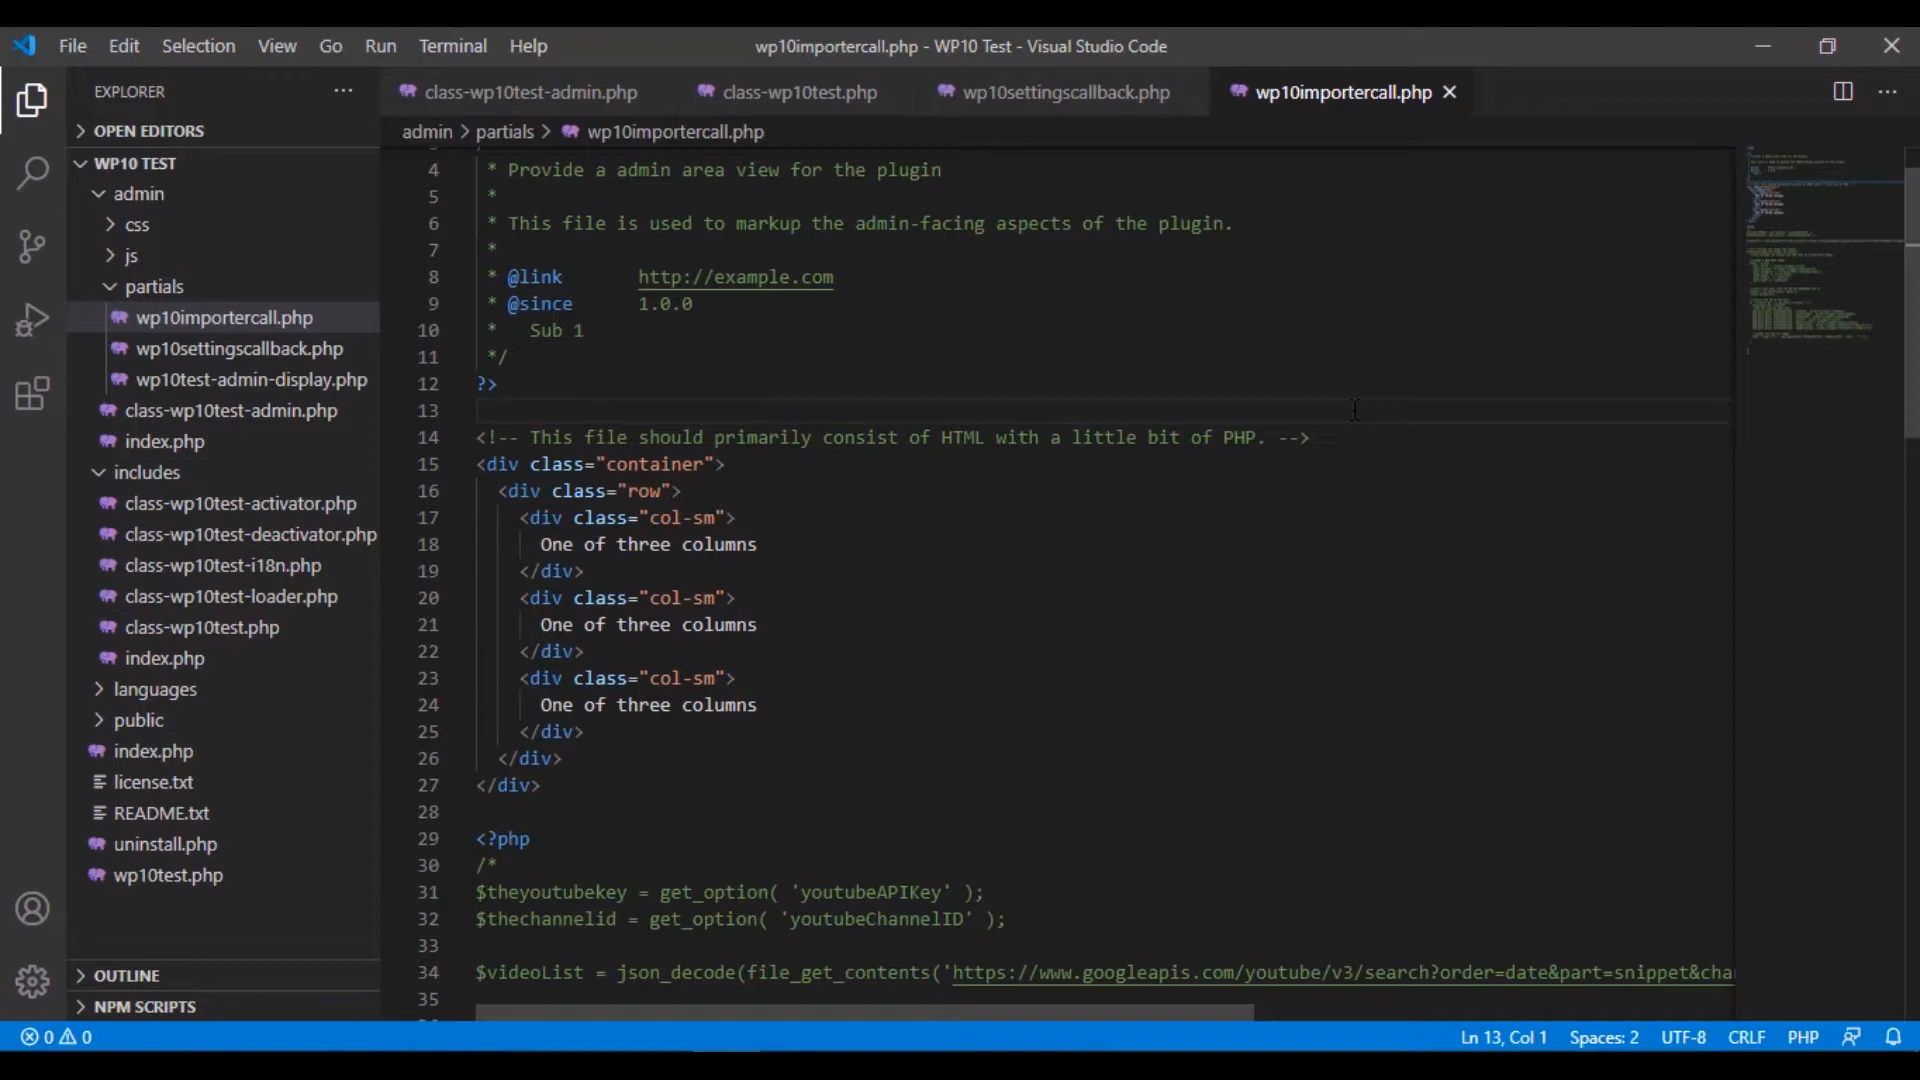 File Edit Selection View Go Run Terminal Help
wp10importercall.php - WP10 Test - Visual Studio Code
EXPLORER
class-wp10test-admin.php class-wp10test.php wp10settingscallback.php wp10importercall.php
OPEN EDITORS
admin > partials > wp10importercall.php
WP10 TEST
admin
css
js
partials
wp10importercall.php
wp10settingscallback.php
wp10test-admin-display.php
class-wp10test-admin.php
index.php
includes
class-wp10test-activator.php
class-wp10test-deactivator.php
class-wp10test-i18n.php
class-wp10test-loader.php
class-wp10test.php
index.php
languages
public
index.php
license.txt
README.txt
uninstall.php
wp10test.php
OUTLINE
NPM SCRIPTS
4 * Provide a admin area view for the plugin
5 *
6 * This file is used to markup the admin-facing aspects of the plugin.
7 *
8 * @link http://example.com
9 * @since 1.0.0
10 * Sub 1
11 */
12 ?>
13
14 <!-- This file should primarily consist of HTML with a little bit of PHP. -->
15 <div class="container">
16 <div class="row">
17 <div class="col-sm">
18 One of three columns
19 </div>
20 <div class="col-sm">
21 One of three columns
22 </div>
23 <div class="col-sm">
24 One of three columns
25 </div>
26 </div>
27 </div>
28
29 <?php
30 /*
31 $theyoutubekey = get_option( 'youtubeAPIKey' );
32 $thechannelid = get_option( 'youtubeChannelID' );
33
34 $videoList = json_decode(file_get_contents('https://www.googleapis.com/youtube/v3/search?order=date&part=snippet&cha
35
0 0
Ln 13, Col 1 Spaces: 2 UTF-8 CRLF PHP